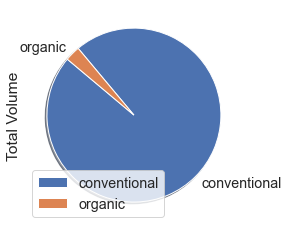 organic
Total Volume
conventional
conventional
organic